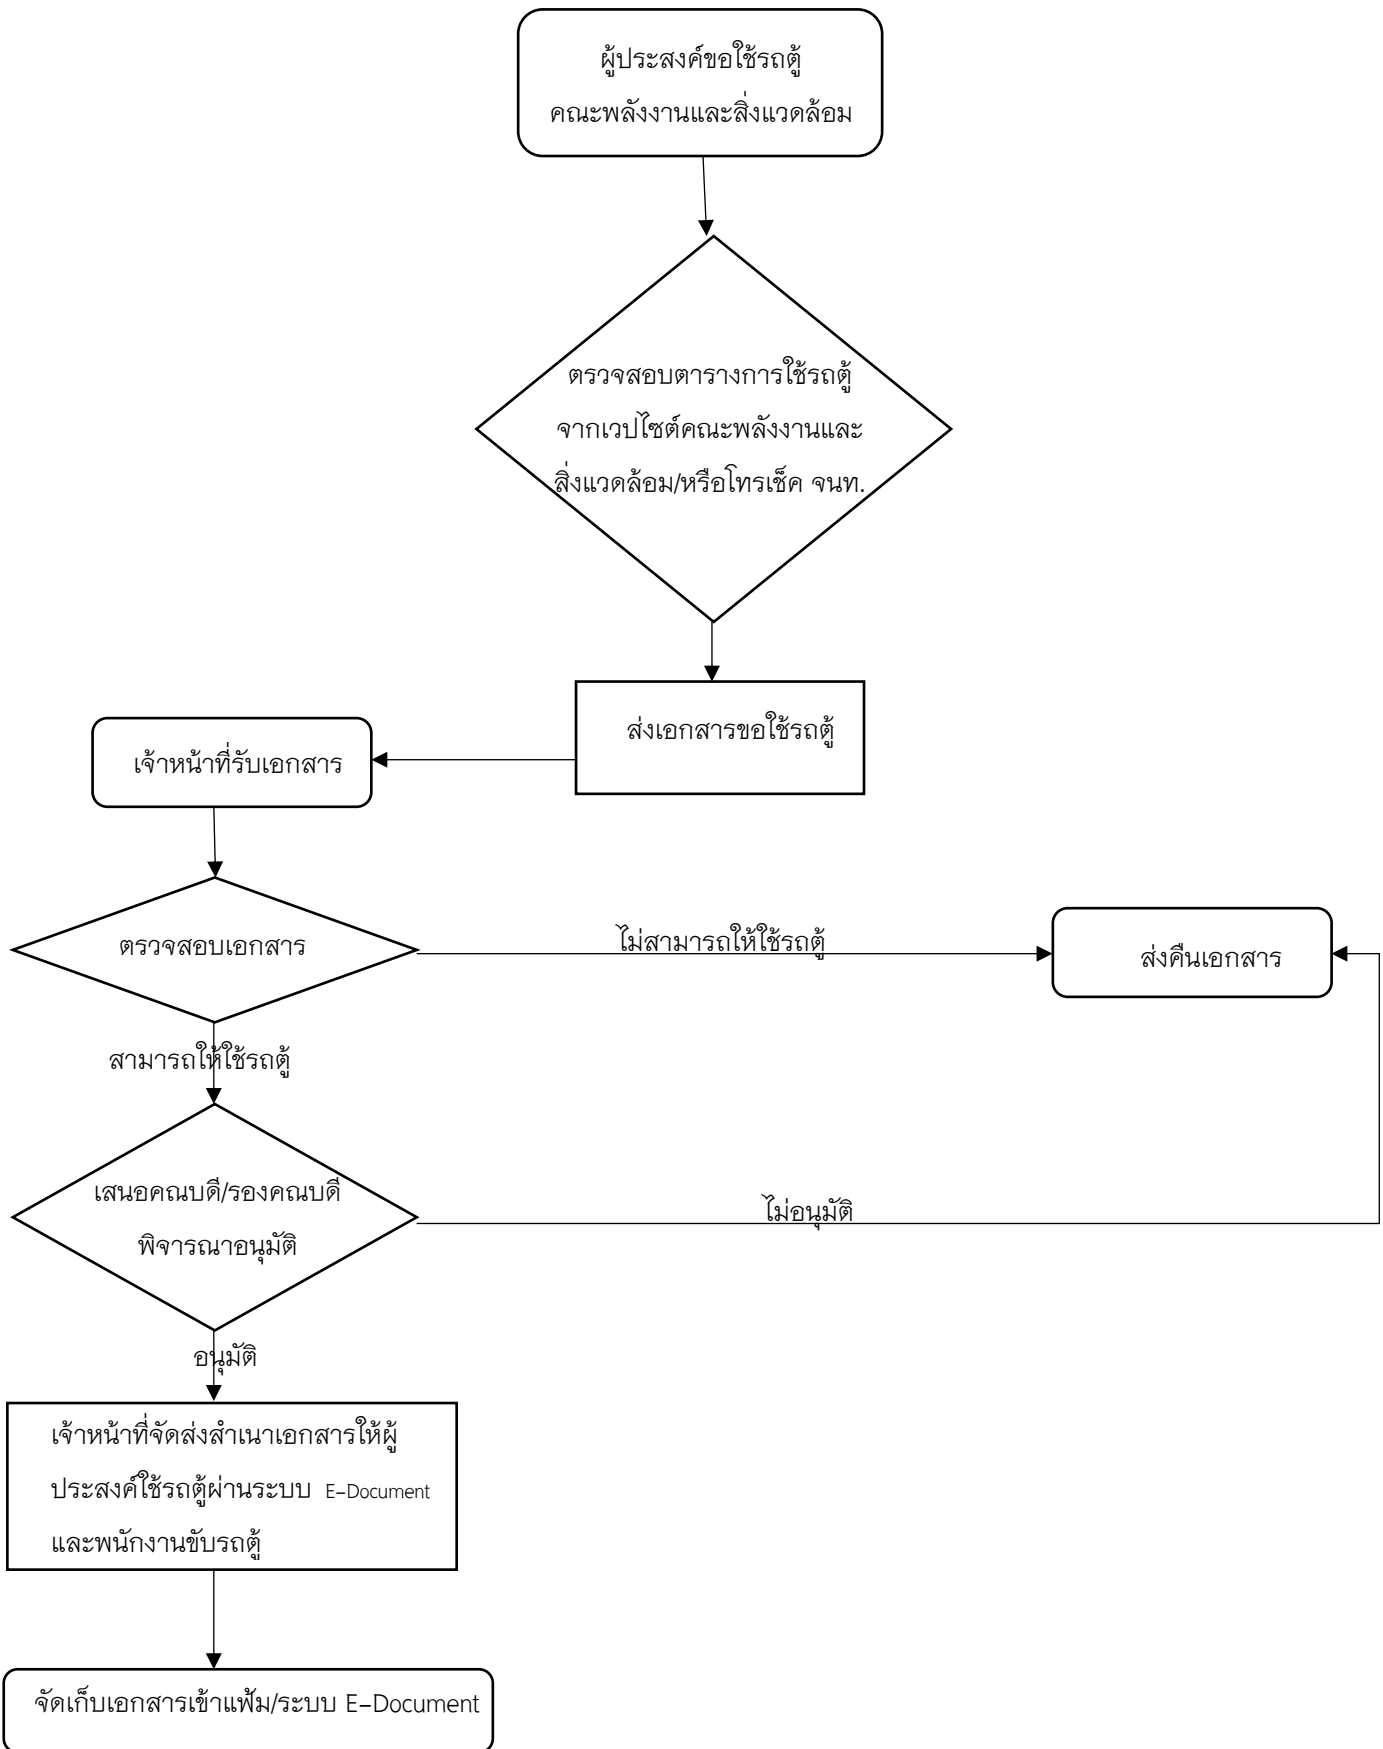 ผู้ประสงค์ขอใช้รถตู้
คณะพลังงานและสิ่งแวดล้อม
ตรวจสอบตารางการใช้รถตู้
จากเวปไซต์คณะพลังงานและ
สิ่งแวดล้อม/หรือโทรเช็ค จนท.
ส่งเอกสารขอใช้รถตู้
เจ้าหน้าที่รับเอกสาร
ตรวจสอบเอกสาร
ไม่สามารถให้ใช้รถตู้
ส่งคืนเอกสาร
สามารถให้ใช้รถตู้
เสนอคณบดี/รองคณบดี
พิจารณาอนุมัติ
ไม่อนุมัติ
อนุมัติ
เจ้าหน้าที่จัดส่งสำเนาเอกสารให้ผู้
ประสงค์ใช้รถตู้ผ่านระบบ E-Document
และพนักงานขับรถตู้
จัดเก็บเอกสารเข้าแฟ้ม/ระบบ E-Document